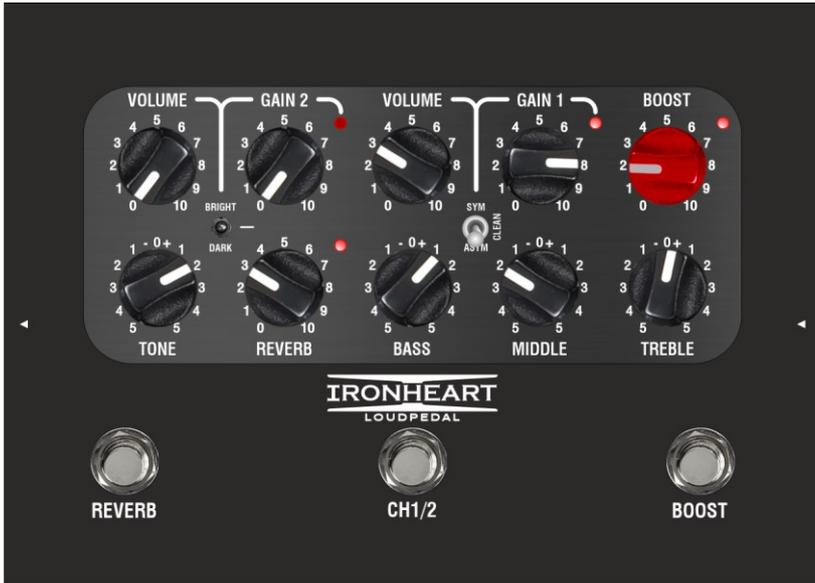 VOLUME GAIN 2 VOLUME GAIN 1 BOOST
0 1 2 3 4 5 6 7 8 9 10
0 1 2 3 4 5 6 7 8 9 10
0 1 2 3 4 5 6 7 8 9 10
0 1 2 3 4 5 6 7 8 9 10
0 1 2 3 4 5 6 7 8 9 10
BRIGHT
DARK
SYM
ASYM
CLEAN
5 4 3 2 1 - 0 + 1 2 3 4 5
0 1 2 3 4 5 6 7 8 9 10
5 4 3 2 1 - 0 + 1 2 3 4 5
5 4 3 2 1 - 0 + 1 2 3 4 5
5 4 3 2 1 - 0 + 1 2 3 4 5
TONE REVERB BASS MIDDLE TREBLE
IRONHEART
LOUDPEDAL
REVERB CH1/2 BOOST